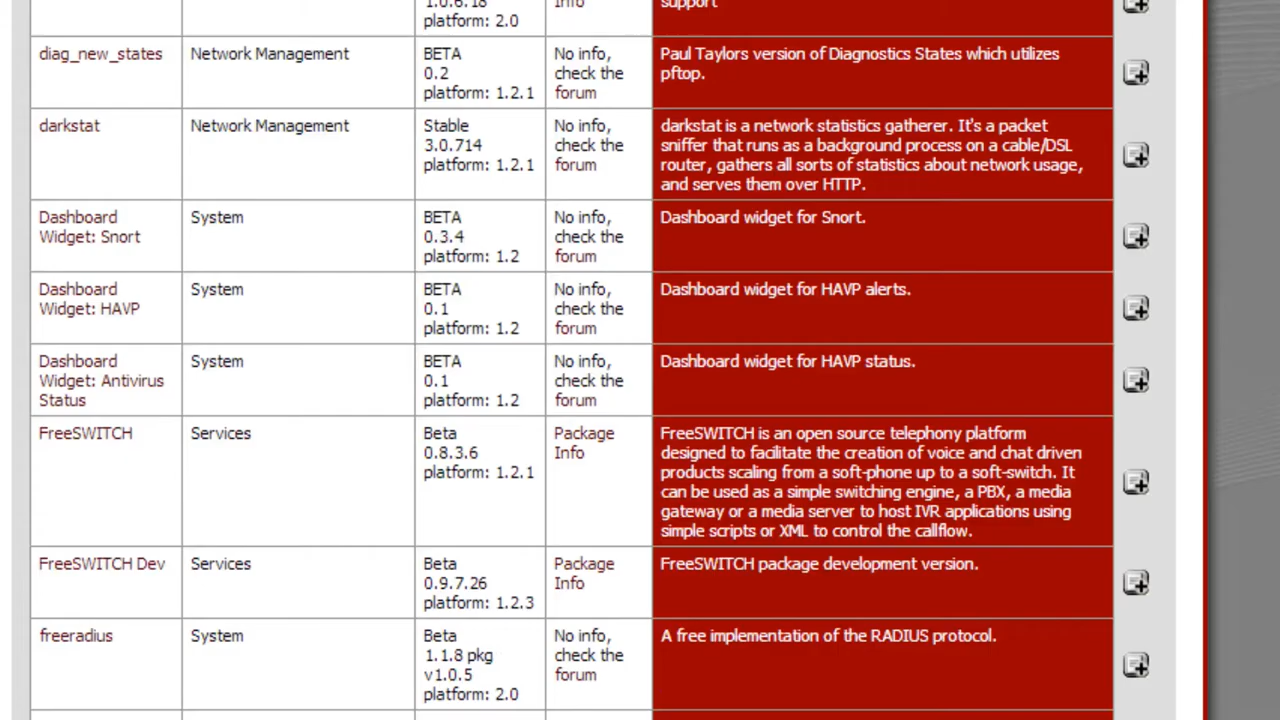 1.0.6.18
Info
support
platform: 2.0
diag_new_states
Network Management
BETA
0.2
platform: 1.2.1
No info,
check the
forum
Paul Taylors version of Diagnostics States which utilizes
pftop.
darkstat
Network Management
Stable
3.0.714
platform: 1.2.1
No info,
check the
forum
darkstat is a network statistics gatherer. It's a packet
sniffer that runs as a background process on a cable/DSL
router, gathers all sorts of statistics about network usage,
and serves them over HTTP.
Dashboard
Widget: Snort
System
BETA
0.3.4
platform: 1.2
No info,
check the
forum
Dashboard widget for Snort.
Dashboard
Widget: HAVP
System
BETA
0.1
platform: 1.2
No info,
check the
forum
Dashboard widget for HAVP alerts.
Dashboard
Widget: Antivirus
Status
System
BETA
0.1
platform: 1.2
No info,
check the
forum
Dashboard widget for HAVP status.
FreeSWITCH
Services
Beta
0.8.3.6
platform: 1.2.1
Package
Info
FreeSWITCH is an open source telephony platform
designed to facilitate the creation of voice and chat driven
products scaling from a soft-phone up to a soft-switch. It
can be used as a simple switching engine, a PBX, a media
gateway or a media server to host IVR applications using
simple scripts or XML to control the callflow.
FreeSWITCH Dev
Services
Beta
0.9.7.26
platform: 1.2.3
Package
Info
FreeSWITCH package development version.
freeradius
System
Beta
1.1.8 pkg
v1.0.5
platform: 2.0
No info,
check the
forum
A free implementation of the RADIUS protocol.